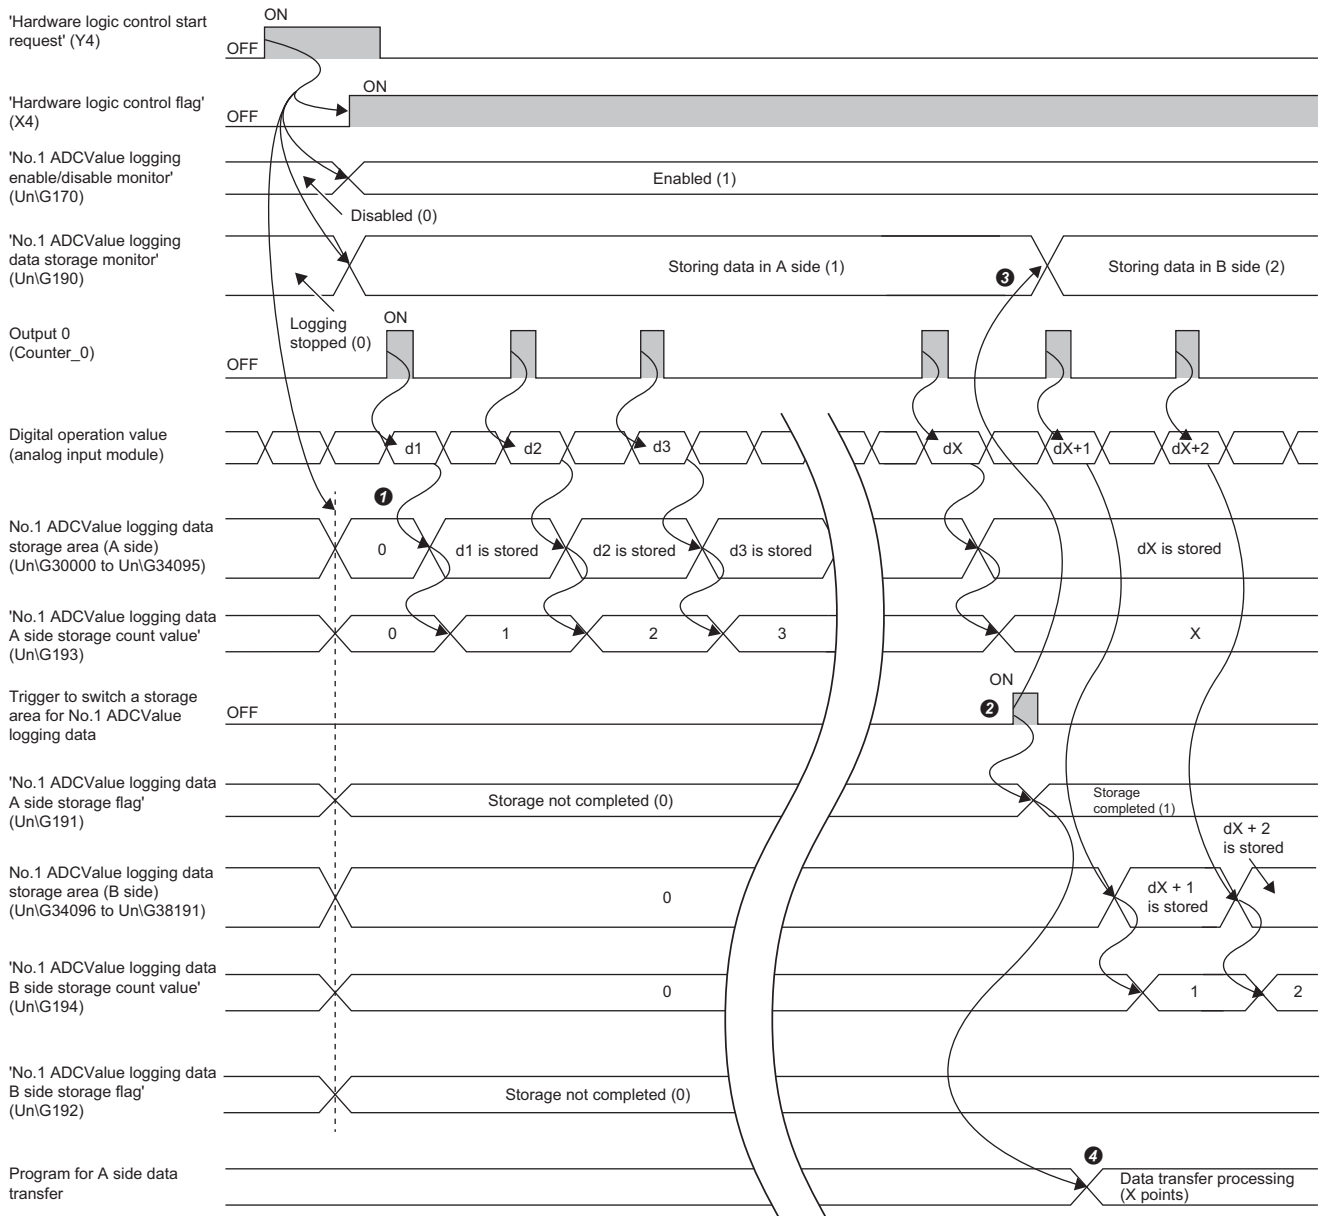 'Hardware logic control start
request' (Y4)
ON
OFF
'Hardware logic control flag'
(X4)
ON
OFF
'No.1 ADCValue logging
enable/disable monitor'
(Un\G170)
Enabled (1)
Disabled (0)
'No.1 ADCValue logging
data storage monitor'
(Un\G190)
Storing data in A side (1)
❸
Storing data in B side (2)
Logging
stopped (0)
Output 0
(Counter_0)
ON
OFF
Digital operation value
(analog input module)
d1
d2
d3
dX
dX+1
dX+2
❶
No.1 ADCValue logging data
storage area (A side)
(Un\G30000 to Un\G34095)
0
d1 is stored
d2 is stored
d3 is stored
dX is stored
'No.1 ADCValue logging data
A side storage count value'
(Un\G193)
0
1
2
3
X
Trigger to switch a storage
area for No.1 ADCValue
logging data
OFF
ON
❷
'No.1 ADCValue logging data
A side storage flag'
(Un\G191)
Storage not completed (0)
Storage
completed (1)
dX + 2
is stored
No.1 ADCValue logging data
storage area (B side)
(Un\G34096 to Un\G38191)
0
dX + 1
is stored
'No.1 ADCValue logging data
B side storage count value'
(Un\G194)
0
1
2
'No.1 ADCValue logging data
B side storage flag'
(Un\G192)
Storage not completed (0)
Program for A side data
transfer
❹
Data transfer processing
(X points)